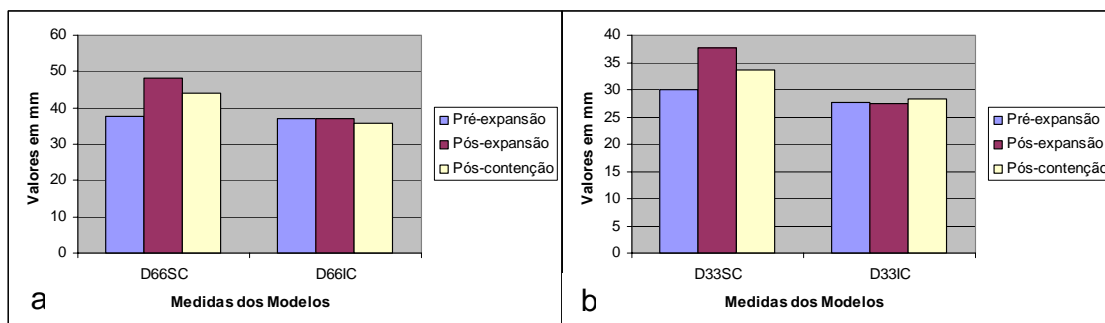 60
50
40
30
20
10
0
Valores em mm
D66SC
D66IC
Medidas dos Modelos
Pré-expansão
Pós-expansão
Pós-contenção
a
40
35
30
25
20
15
10
5
0
Valores em mm
D33SC
D33IC
Medidas dos Modelos
Pré-expansão
Pós-expansão
Pós-contenção
b